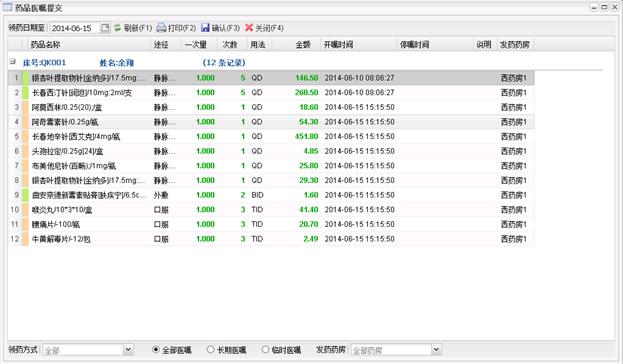 药品医嘱提交
领药日期至 2014-06-15 刷新(F1) 打印(F2) 确认(F3) 关闭(F4)
药品名称 途径 一次量 次数 用法 金额 开嘱时间 停嘱时间 说明 发药药房
床号:QK001 姓名:余翔 (12 条记录)
1 银杏叶提取物针[金纳多]/17.5mg:... 静脉... 1.000 5 QD 146.50 2014-06-10 08:06:27 西药房1
2 长春西汀针[润坦]/10mg:2ml/支 静脉... 1.000 5 QD 260.50 2014-06-10 08:06:27 西药房1
3 阿莫西林/0.25(20)/盒 静脉... 1.000 1 QD 18.60 2014-06-15 15:15:50 西药房1
4 阿奇霉素针/0.25g/瓶 静脉... 1.000 1 QD 54.30 2014-06-15 15:15:50 西药房1
5 长春地辛针[西艾克]/4mg/瓶 静脉... 1.000 1 QD 451.80 2014-06-15 15:15:50 西药房1
6 头孢拉定/0.25g[24]/盒 静脉... 1.000 1 QD 4.85 2014-06-15 15:15:50 西药房1
7 布美他尼针(百畅)/1mg/瓶 静脉... 1.000 1 QD 25.80 2014-06-15 15:15:50 西药房1
8 银杏叶提取物针[金纳多]/17.5mg:... 静脉... 1.000 1 QD 29.30 2014-06-15 15:15:50 西药房1
9 曲安奈德新霉素贴膏[肤疾宁]/6.5c... 外敷 1.000 2 BID 1.60 2014-06-15 15:15:50 西药房1
10 喉炎丸/10*3*10/盒 口服 1.000 3 TID 41.40 2014-06-15 15:15:50 西药房1
11 腰痛片/-100/瓶 口服 1.000 3 TID 20.70 2014-06-15 15:15:50 西药房1
12 牛黄解毒片/-12/包 口服 1.000 3 TID 2.49 2014-06-15 15:15:50 西药房1
领药方式 全部 全部医嘱 长期医嘱 临时医嘱 发药药房 全部药房